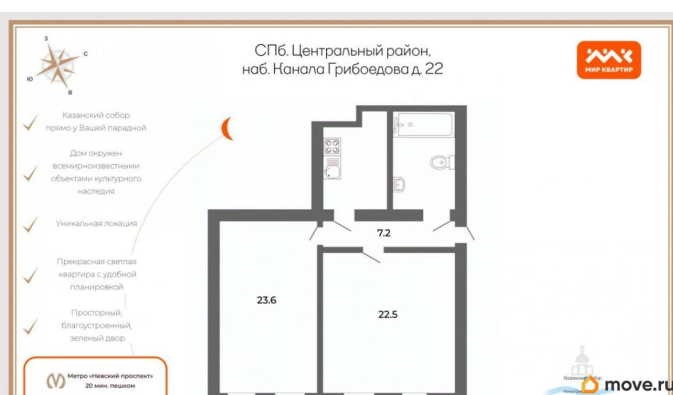 СПб. Центральный район,
наб. Канала Грибоедова д. 22
МИР КВАРТИР
З
С
Ю
В
Казанский собор
прямо у Вашей парадной
Дом окружен
всемирноизвестными
объектами культурного
наследия
Уникальная локация
Прекрасная светлая
квартира с удобной
планировкой
Просторный,
благоустроенный,
зеленый двор
Метро «Невский проспект»
20 мин. пешком
7.2
23.6
22.5
Казанский собор
move.ru